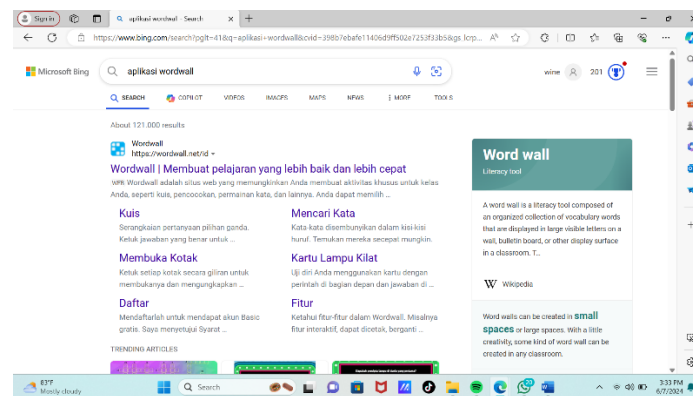 Sign in
aplikasi wordwall - Search
https://www.bing.com/search?pglt=41&q=aplikasi+wordwall&cvid=398b7ebafe11406d9ff502e7253f33b5&gs_lcrp...
Microsoft Bing
aplikasi wordwall
wine
201
SEARCH
COPILOT
VIDEOS
IMAGES
MAPS
NEWS
MORE
TOOLS
About 121.000 results
Wordwall
https://wordwall.net/id
Wordwall | Membuat pelajaran yang lebih baik dan lebih cepat
WEB Wordwall adalah situs web yang memungkinkan Anda membuat aktivitas khusus untuk kelas
Anda, seperti kuis, pencocokan, permainan kata, dan lainnya. Anda dapat memilih ...
Kuis
Serangkaian pertanyaan pilihan ganda.
Ketuk jawaban yang benar untuk ...
Mencari Kata
Kata-kata disembunyikan dalam kisi-kisi
huruf. Temukan mereka secepat mungkin.
Membuka Kotak
Ketuk setiap kotak secara giliran untuk
membukanya dan mengungkapkan ...
Kartu Lampu Kilat
Uji diri Anda menggunakan kartu dengan
perintah di bagian depan dan jawaban di ...
Daftar
Mendaftarlah untuk mendapat akun Basic
gratis. Saya menyetujui Syarat ...
Fitur
Ketahui fitur-fitur dalam Wordwall. Misalnya
fitur interaktif, dapat dicetak, berganti ...
TRENDING ARTICLES
Word wall
Literacy tool
A word wall is a literacy tool composed of
an organized collection of vocabulary words
that are displayed in large visible letters on a
wall, bulletin board, or other display surface
in a classroom. T...
W Wikipedia
Word walls can be created in small
spaces or large spaces. With a little
creativity, some kind of word wall can be
created in any classroom.
83°F
Mostly cloudy
Search
3:33 PM
6/7/2024